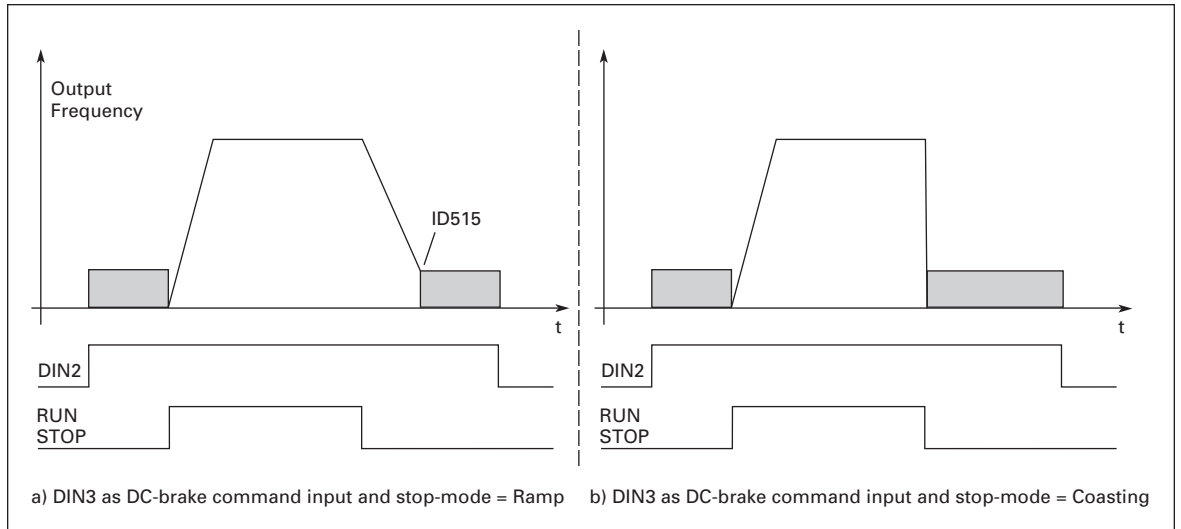 Output
Frequency
ID515
t
DIN2
RUN
STOP
a) DIN3 as DC-brake command input and stop-mode = Ramp
t
DIN2
RUN
STOP
b) DIN3 as DC-brake command input and stop-mode = Coasting